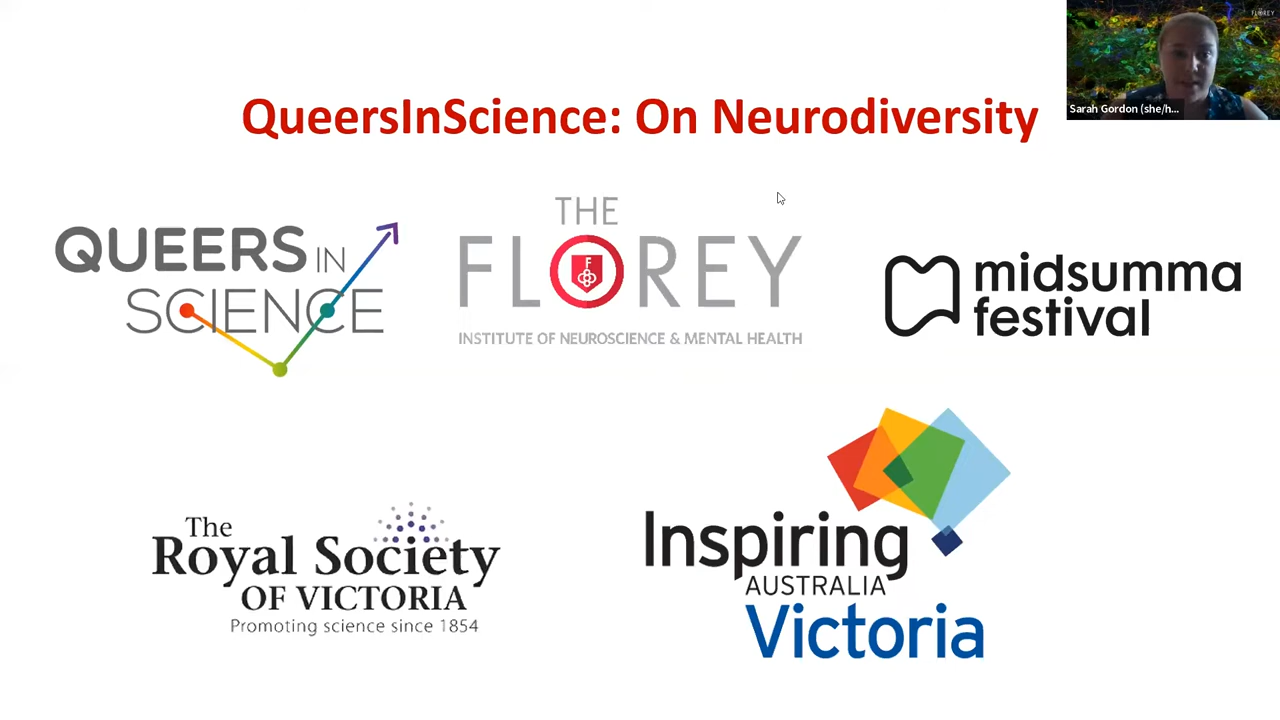 QueersInScience: On Neurodiversity
FLOREY
Sarah Gordon (she/h...
QUEERS IN
SCIENCE
THE
FLOREY
F
INSTITUTE OF NEUROSCIENCE & MENTAL HEALTH
midsumma
festival
The
Royal Society
OF VICTORIA
Promoting science since 1854
Inspiring
AUSTRALIA
Victoria